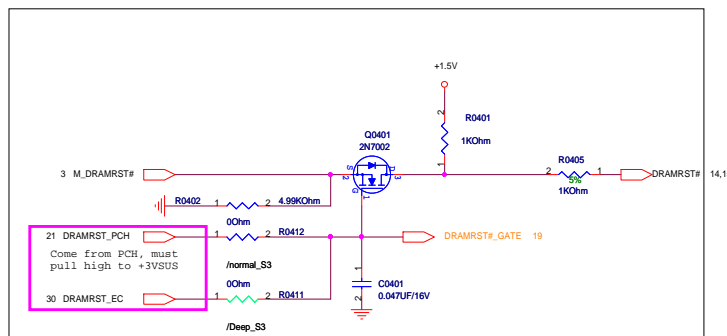 +1.5V
2
R0401
1KOhm
1
Q0401
2N7002
S D
2 3
G
1
3 M_DRAMRST#
R0405
2 1
5%
1KOhm
DRAMRST# 14,1
R0402 1 2 4.99KOhm
0Ohm
21 DRAMRST_PCH 1 2 R0412
DRAMRST#_GATE 19
Come from PCH, must
pull high to +3VSUS
/normal_S3
0Ohm
1
C0401
0.047UF/16V
2
30 DRAMRST_EC 1 2 R0411
/Deep_S3